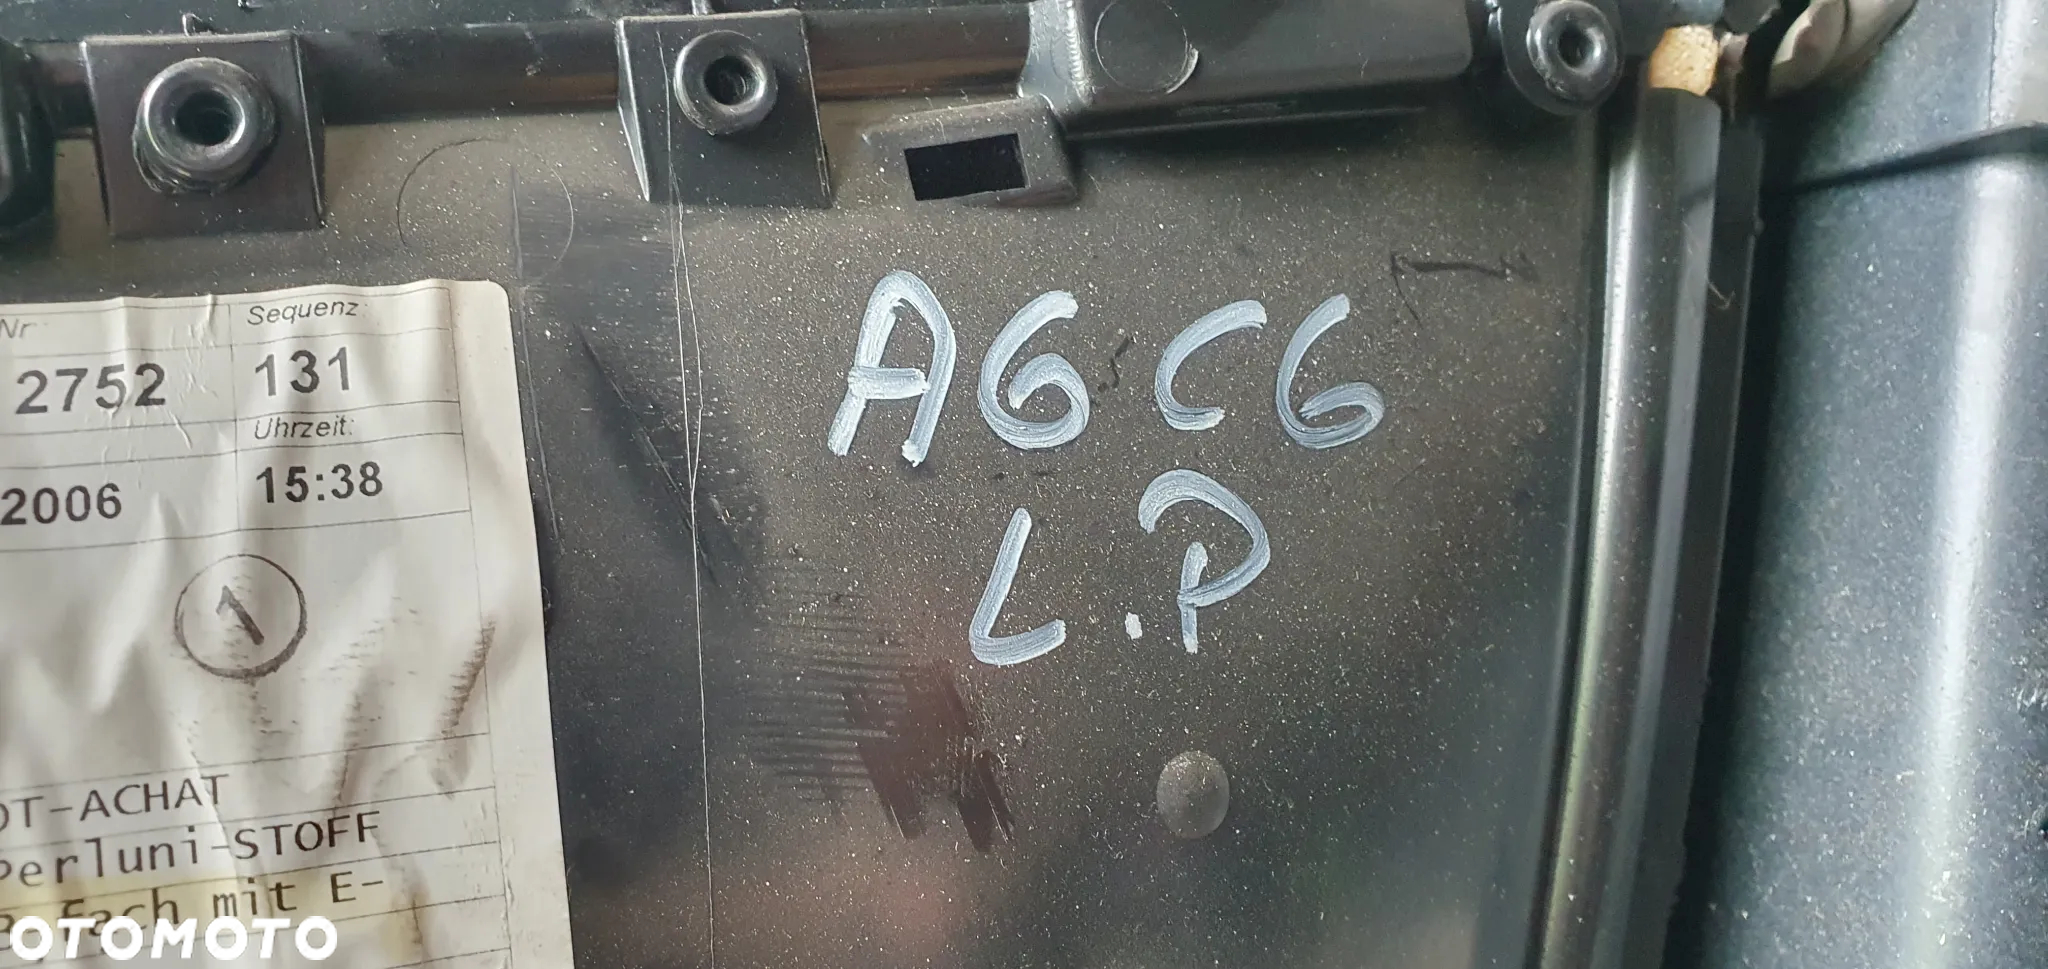 Nr
Sequenz:
2752
131
Uhrzeit:
2006
15:38
1
OT-ACHAT
Perluni-STOFF
fach mit E-
A6 C6
L.P
OTOMOTO